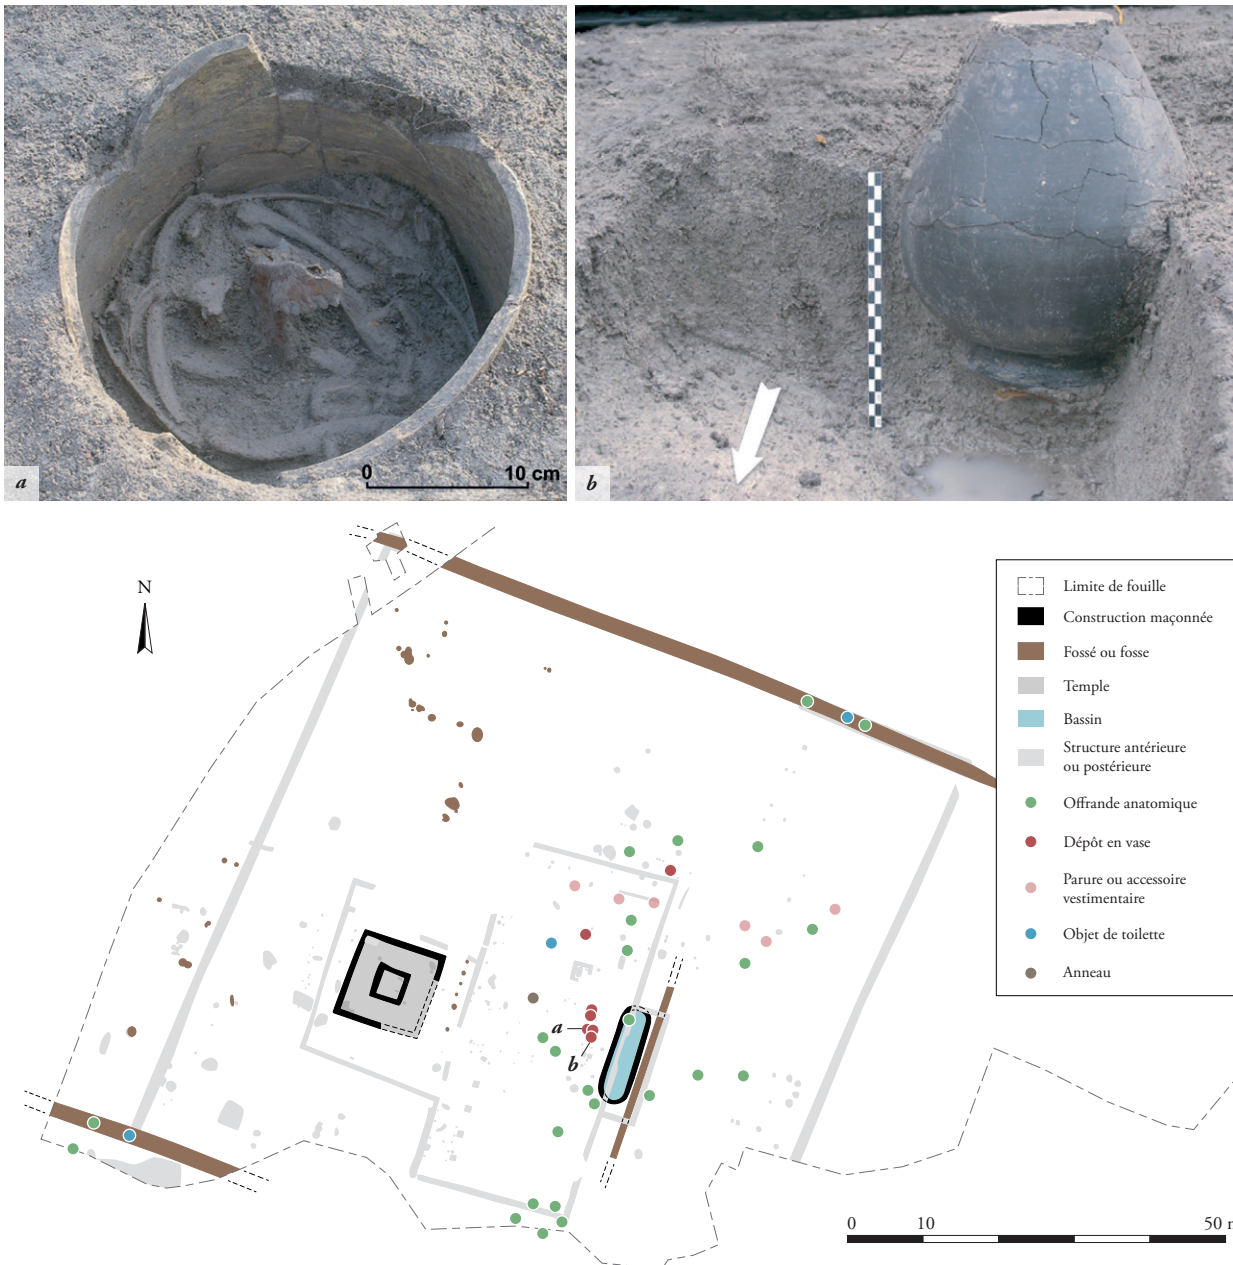 a
0 10 cm
b
N
Limite de fouille
Construction maçonnée
Fossé ou fosse
Temple
Bassin
Structure antérieure
ou postérieure
Offrande anatomique
Dépôt en vase
Parure ou accessoire
vestimentaire
Objet de toilette
Anneau
a
b
0 10 50 m